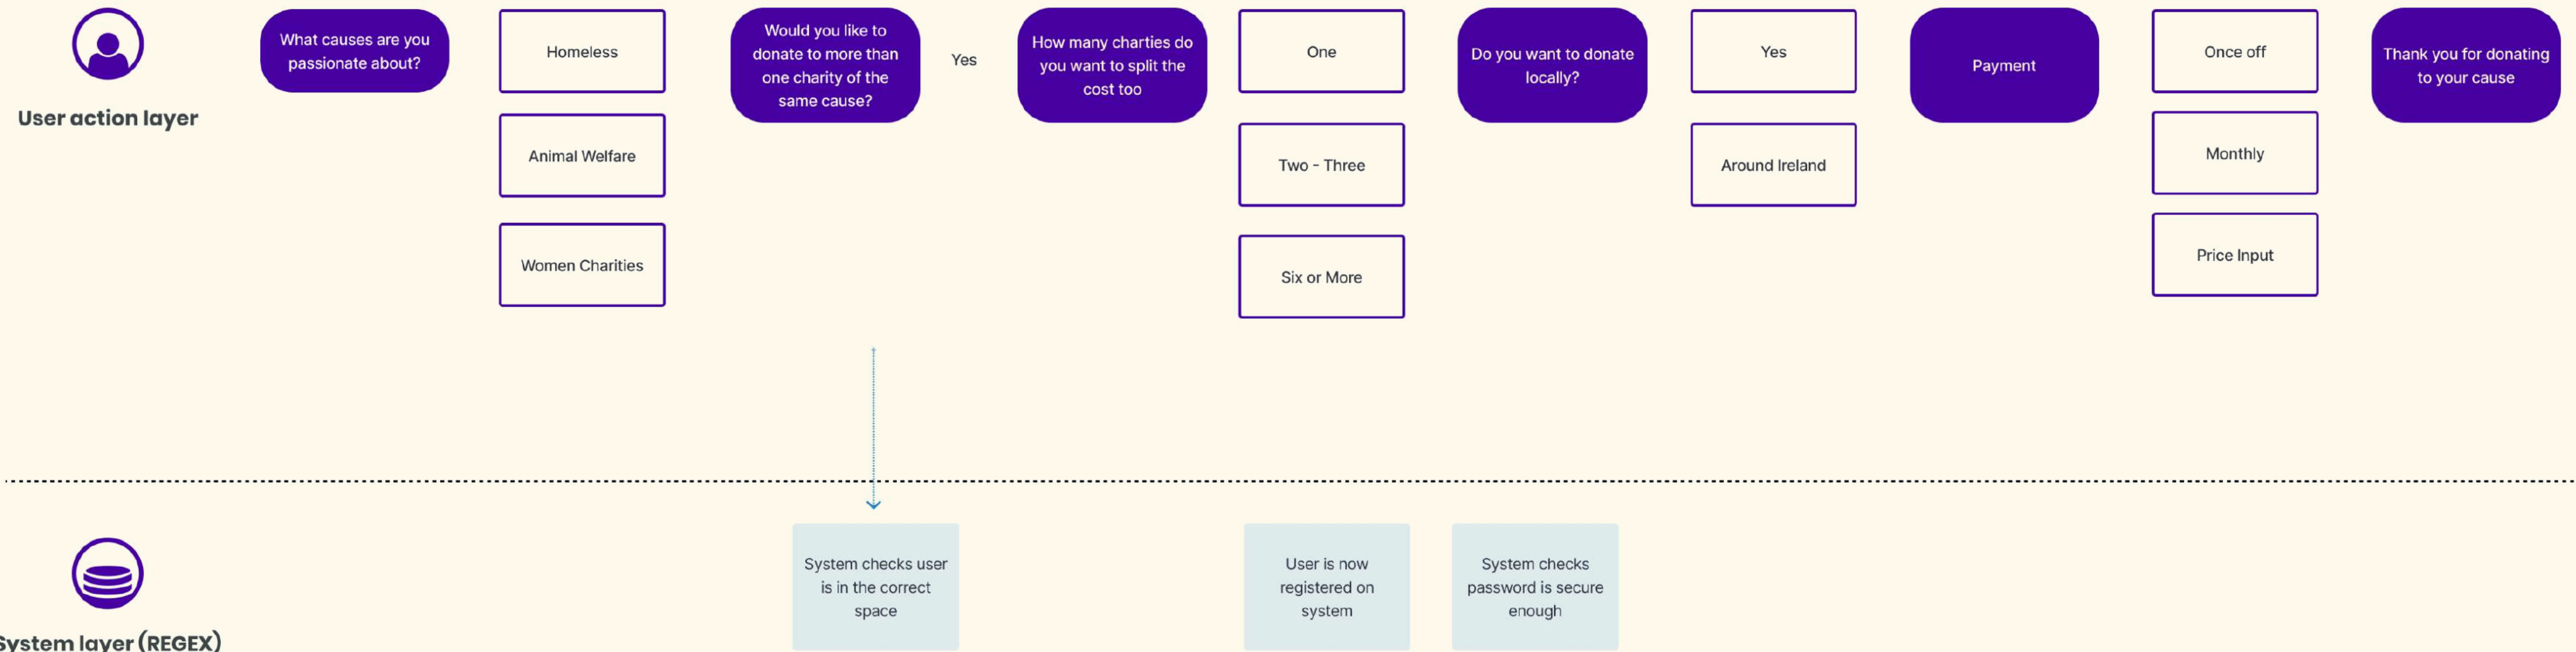 User action layer
What causes are you
passionate about?
Homeless
Animal Welfare
Women Charities
Would you like to
donate to more than
one charity of the
same cause?
Yes
How many charties do
you want to split the
cost too
One
Two - Three
Six or More
Do you want to donate
locally?
Yes
Around Ireland
Payment
Once off
Monthly
Price Input
Thank you for donating
to your cause
System layer (REGEX)
System checks user
is in the correct
space
User is now
registered on
system
System checks
password is secure
enough